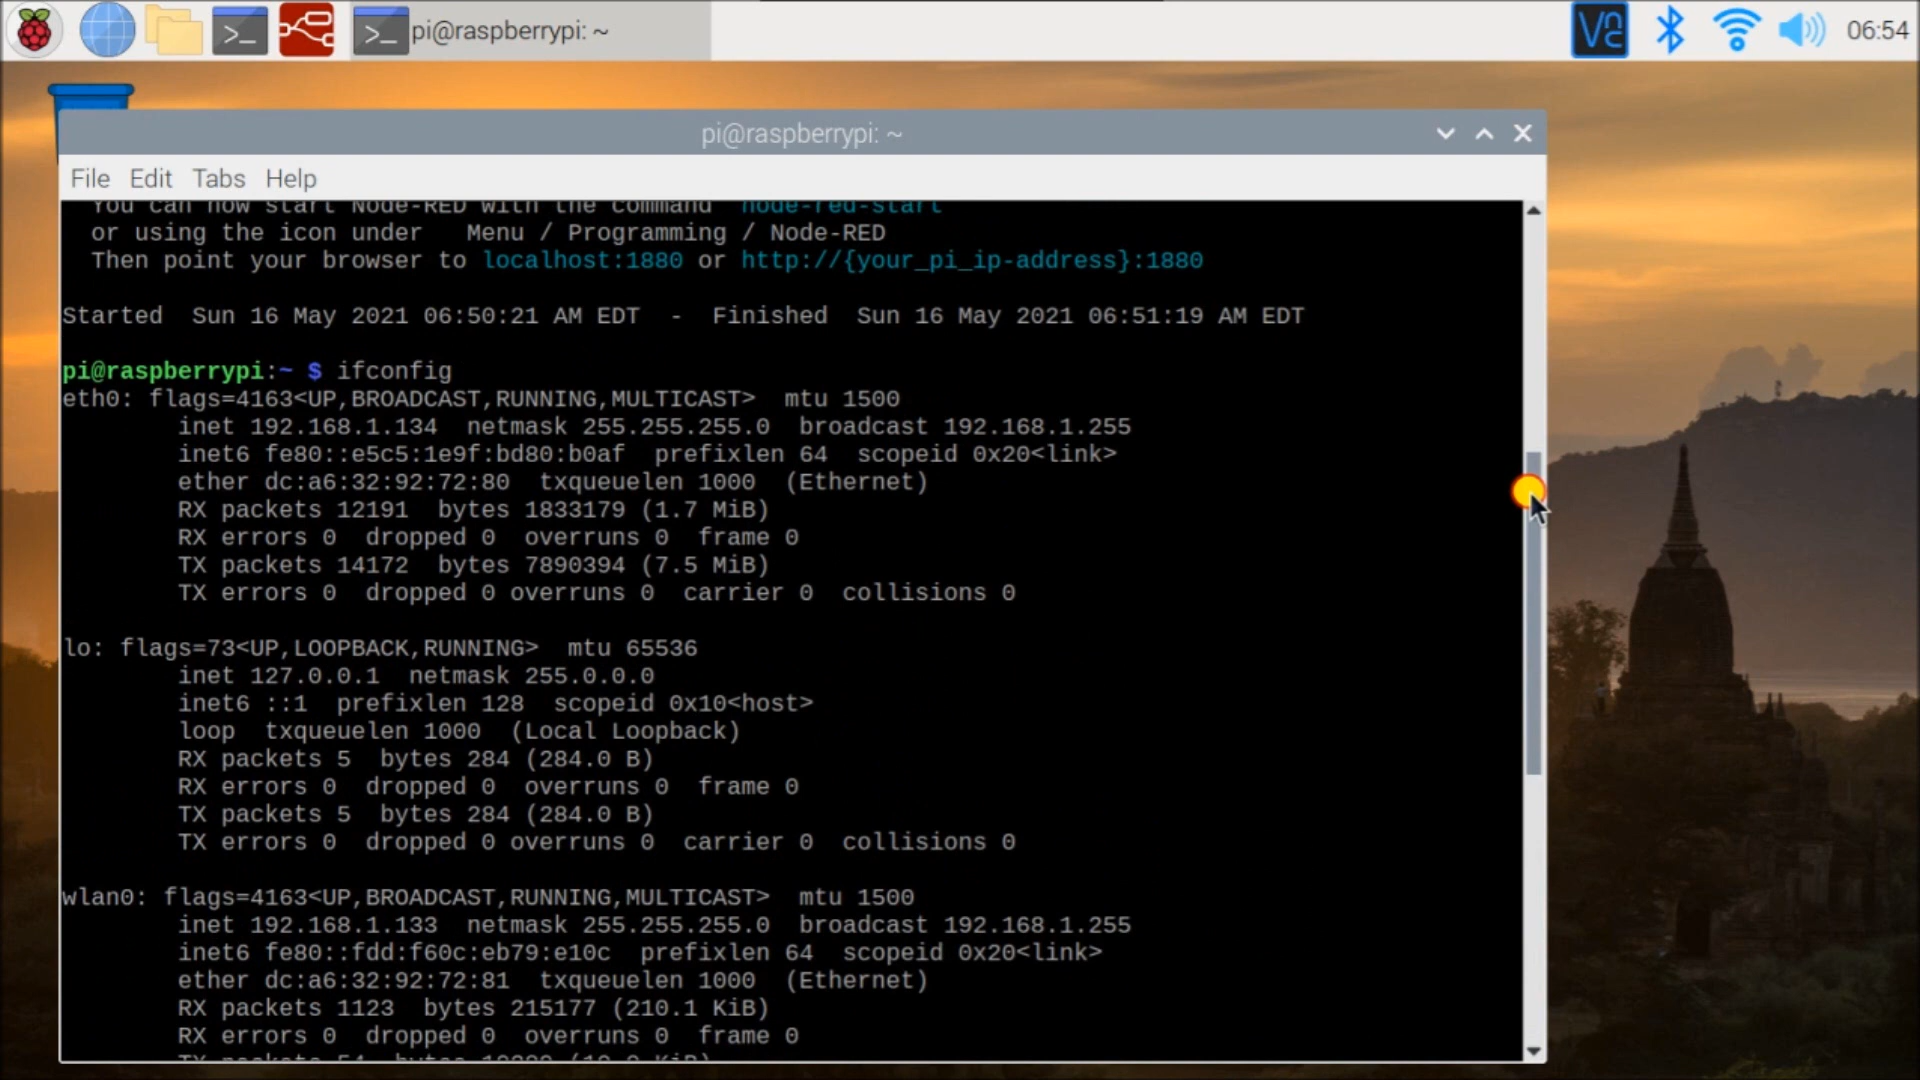 pi@raspberrypi: ~
VNC
06:54
pi@raspberrypi: ~
File Edit Tabs Help
You can now start Node-RED with the command node-red-start
or using the icon under Menu / Programming / Node-RED
Then point your browser to localhost:1880 or http://{your_pi_ip-address}:1880
Started Sun 16 May 2021 06:50:21 AM EDT - Finished Sun 16 May 2021 06:51:19 AM EDT
pi@raspberrypi:~ $ ifconfig
eth0: flags=4163<UP,BROADCAST,RUNNING,MULTICAST> mtu 1500
inet 192.168.1.134 netmask 255.255.255.0 broadcast 192.168.1.255
inet6 fe80::e5c5:1e9f:bd80:b0af prefixlen 64 scopeid 0x20<link>
ether dc:a6:32:92:72:80 txqueuelen 1000 (Ethernet)
RX packets 12191 bytes 1833179 (1.7 MiB)
RX errors 0 dropped 0 overruns 0 frame 0
TX packets 14172 bytes 7890394 (7.5 MiB)
TX errors 0 dropped 0 overruns 0 carrier 0 collisions 0
lo: flags=73<UP,LOOPBACK,RUNNING> mtu 65536
inet 127.0.0.1 netmask 255.0.0.0
inet6 ::1 prefixlen 128 scopeid 0x10<host>
loop txqueuelen 1000 (Local Loopback)
RX packets 5 bytes 284 (284.0 B)
RX errors 0 dropped 0 overruns 0 frame 0
TX packets 5 bytes 284 (284.0 B)
TX errors 0 dropped 0 overruns 0 carrier 0 collisions 0
wlan0: flags=4163<UP,BROADCAST,RUNNING,MULTICAST> mtu 1500
inet 192.168.1.133 netmask 255.255.255.0 broadcast 192.168.1.255
inet6 fe80::fdd:f60c:eb79:e10c prefixlen 64 scopeid 0x20<link>
ether dc:a6:32:92:72:81 txqueuelen 1000 (Ethernet)
RX packets 1123 bytes 215177 (210.1 KiB)
RX errors 0 dropped 0 overruns 0 frame 0
TX packets 54 bytes